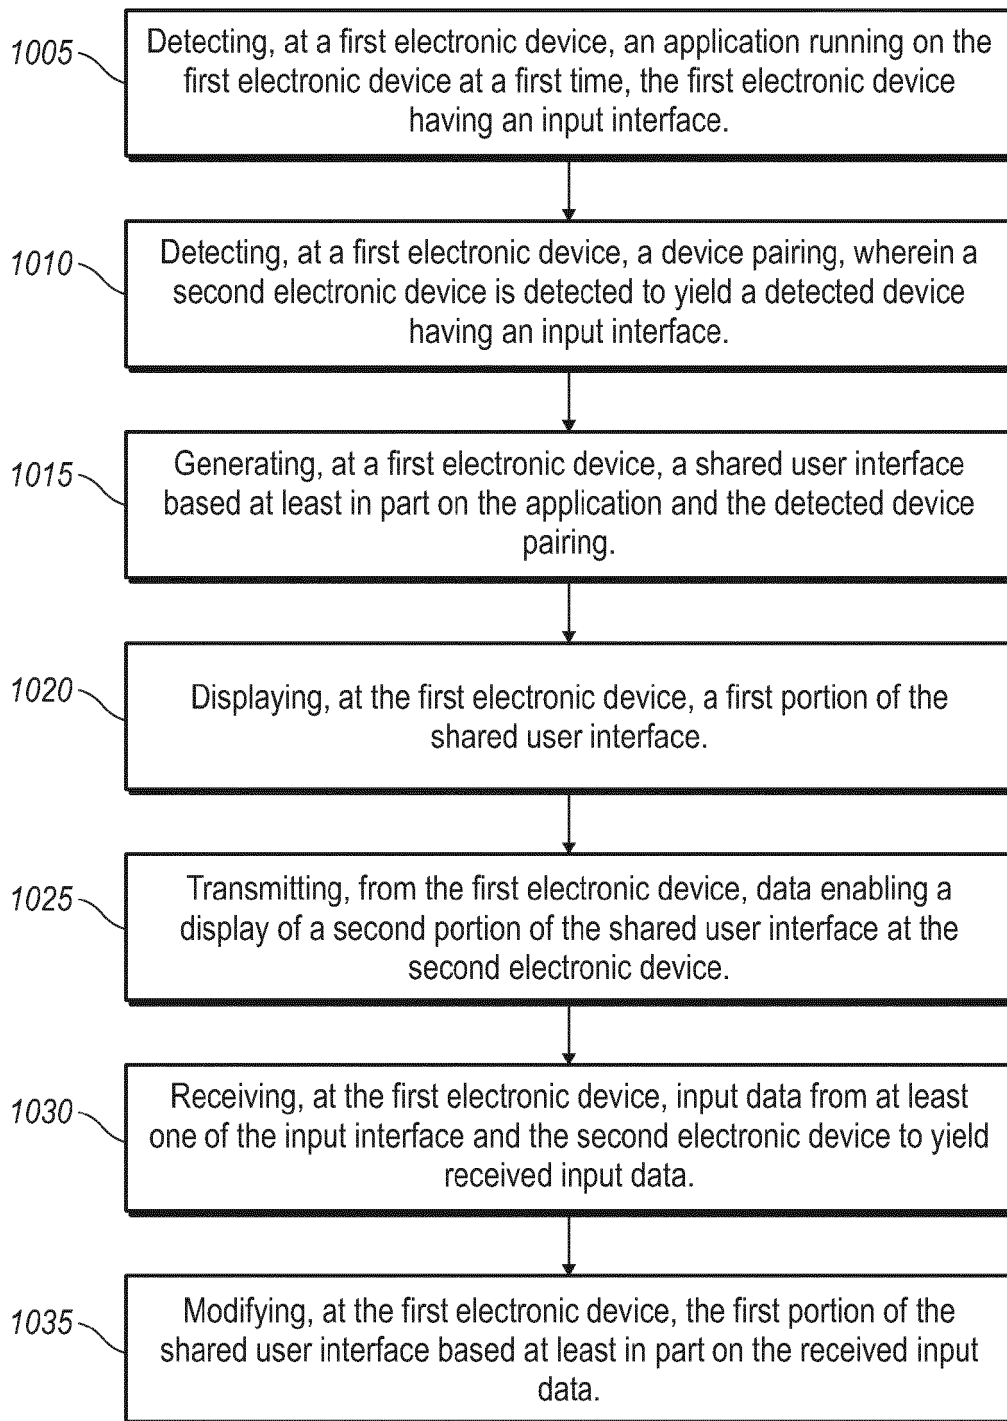 1005
Detecting, at a first electronic device, an application running on the
first electronic device at a first time, the first electronic device
having an input interface.
1010
Detecting, at a first electronic device, a device pairing, wherein a
second electronic device is detected to yield a detected device
having an input interface.
1015
Generating, at a first electronic device, a shared user interface
based at least in part on the application and the detected device
pairing.
1020
Displaying, at the first electronic device, a first portion of the
shared user interface.
1025
Transmitting, from the first electronic device, data enabling a
display of a second portion of the shared user interface at the
second electronic device.
1030
Receiving, at the first electronic device, input data from at least
one of the input interface and the second electronic device to yield
received input data.
1035
Modifying, at the first electronic device, the first portion of the
shared user interface based at least in part on the received input
data.